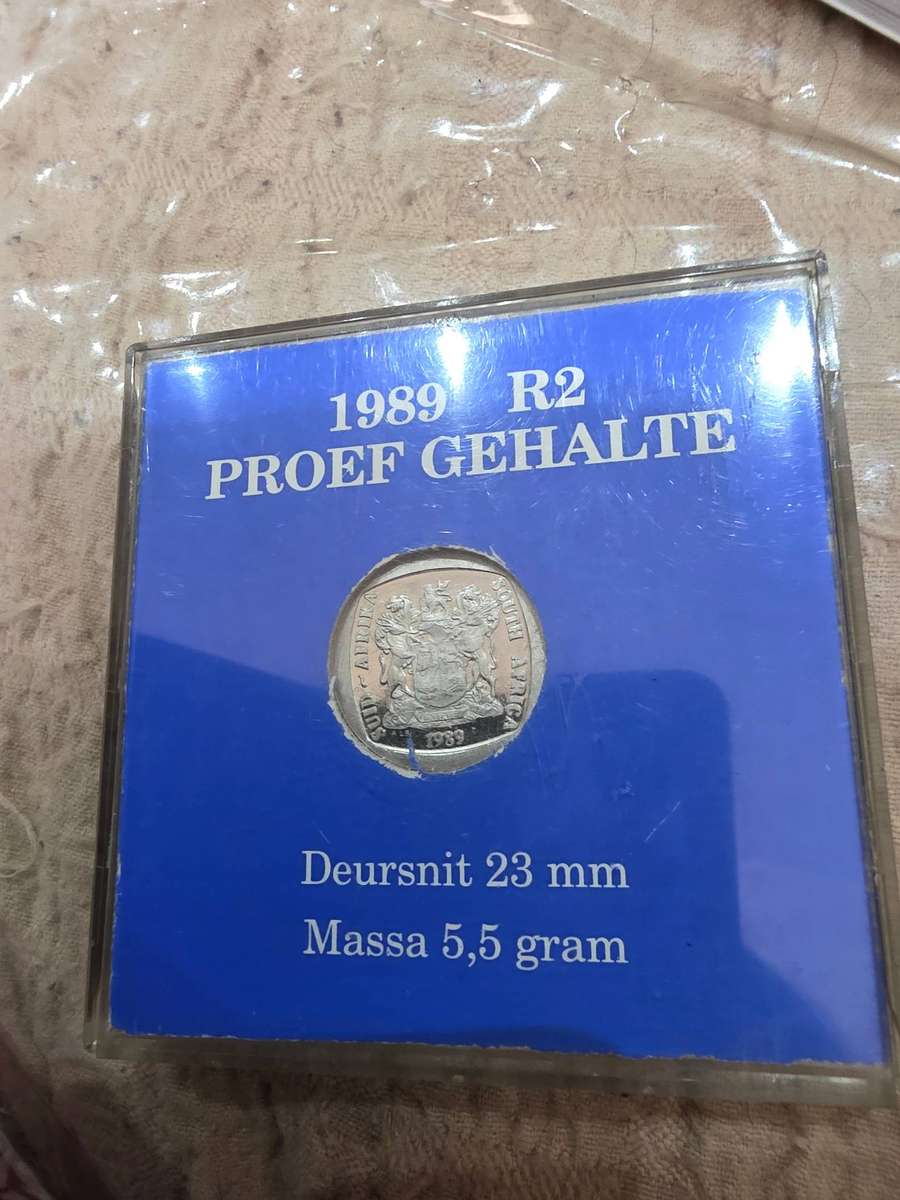 1989 R2
PROEF GEHALTE
SUID-AFRIKA SOUTH AFRICA
1989
Deursnit 23 mm
Massa 5,5 gram